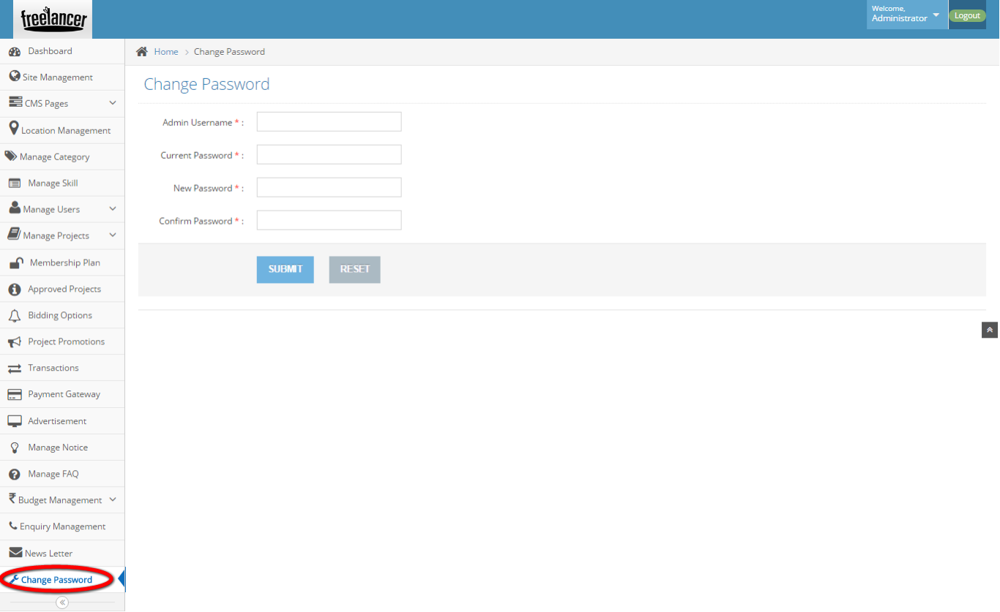 freelancer
Welcome,
Administrator
Logout
Dashboard
Site Management
CMS Pages
Location Management
Manage Category
Manage Skill
Manage Users
Manage Projects
Membership Plan
Approved Projects
Bidding Options
Project Promotions
Transactions
Payment Gateway
Advertisement
Manage Notice
Manage FAQ
₹ Budget Management
Enquiry Management
News Letter
Change Password
Home > Change Password
Change Password
Admin Username * :
Current Password * :
New Password * :
Confirm Password * :
SUBMIT RESET